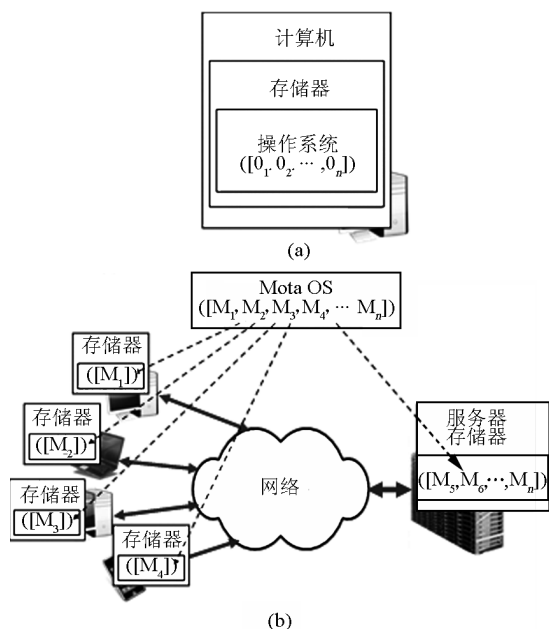 计算机
存储器
操作系统
([0₁. 0₂. ⋯ ,0ₙ])
(a)
Mota OS
([M₁,M₂,M₃,M₄, ⋯ Mₙ])
存储器
([M₁])
存储器
([M₂])
存储器
([M₃])
存储器
([M₄])
网络
服务器
存储器
([M₅,M₆⋯,Mₙ])
(b)